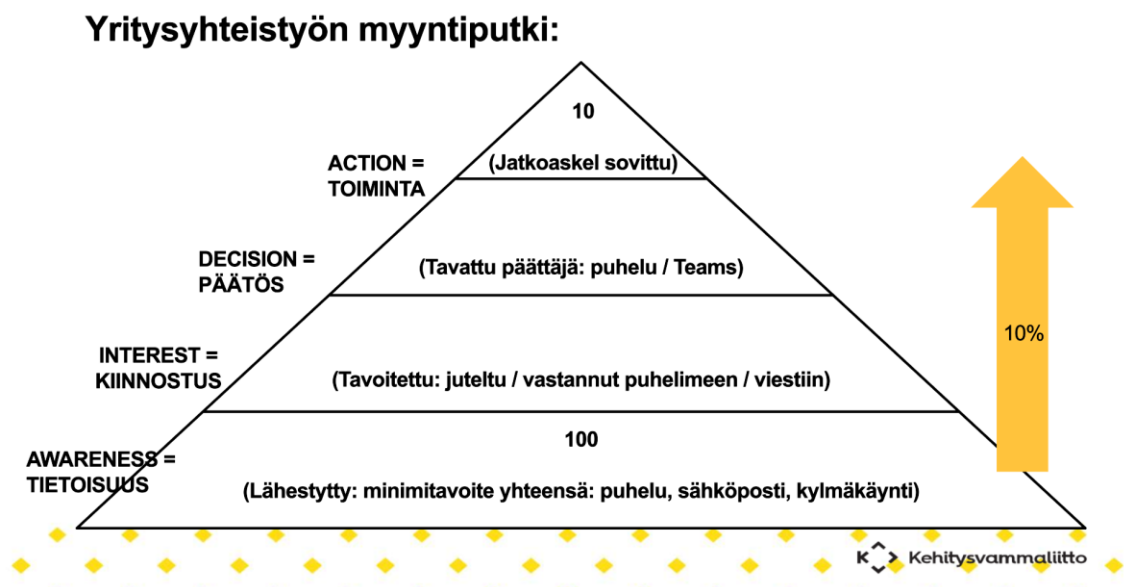 Yritysyhteistyön myyntiputki:
10
ACTION =
TOIMINTA
(Jatkoaskel sovittu)
DECISION =
PÄÄTÖS
(Tavattu päättäjä: puhelu / Teams)
10%
INTEREST =
KIINNOSTUS
(Tavoitettu: juteltu / vastannut puhelimeen / viestiin)
100
AWARENESS =
TIETOISUUS
(Lähestytty: minimitavoite yhteensä: puhelu, sähköposti, kylmäkäynti)
K Kehitysvammaliitto